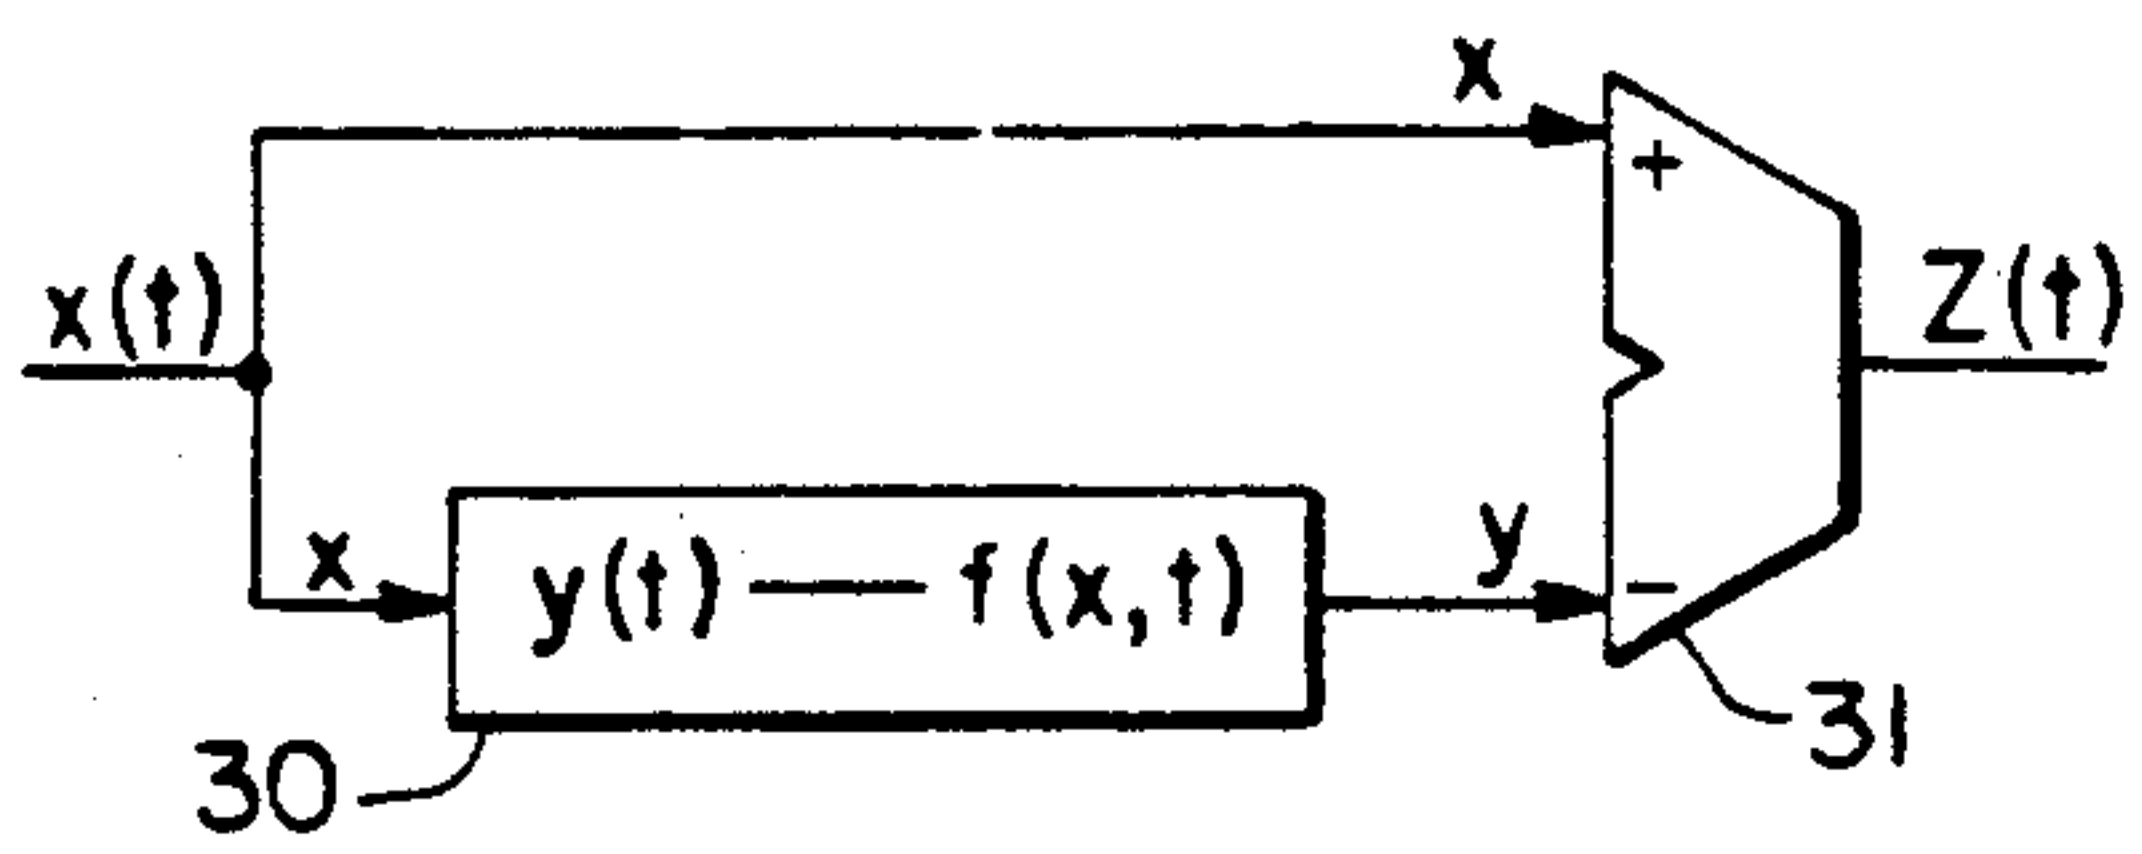 x
+
x(t)
Z(t)
x
y(t) — f(x,t)
y
−
30
31